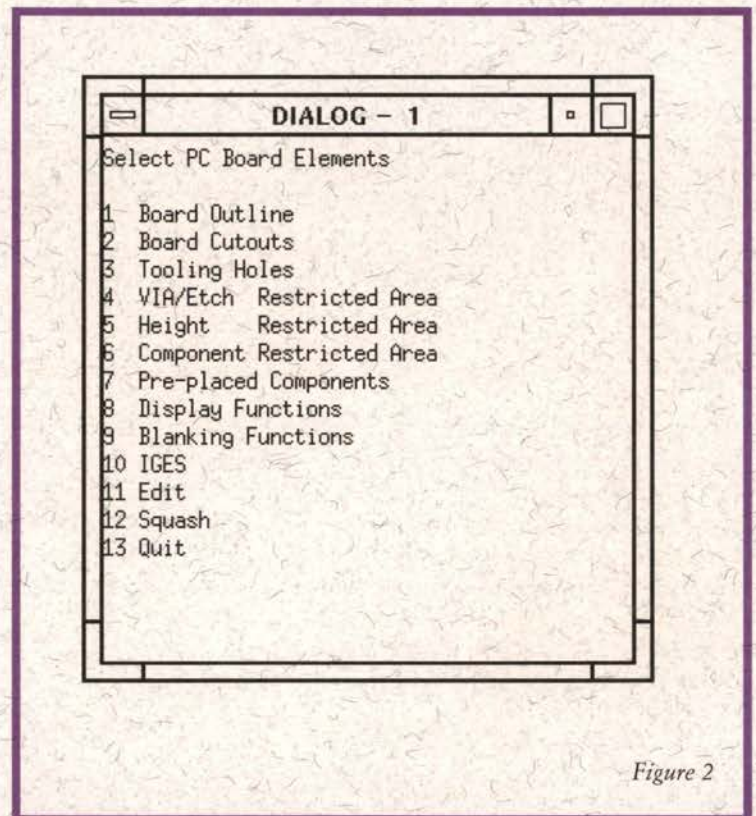 DIALOG – 1
Select PC Board Elements
1 Board Outline
2 Board Cutouts
3 Tooling Holes
4 VIA/Etch Restricted Area
5 Height Restricted Area
6 Component Restricted Area
7 Pre-placed Components
8 Display Functions
9 Blanking Functions
10 IGES
11 Edit
12 Squash
13 Quit
Figure 2